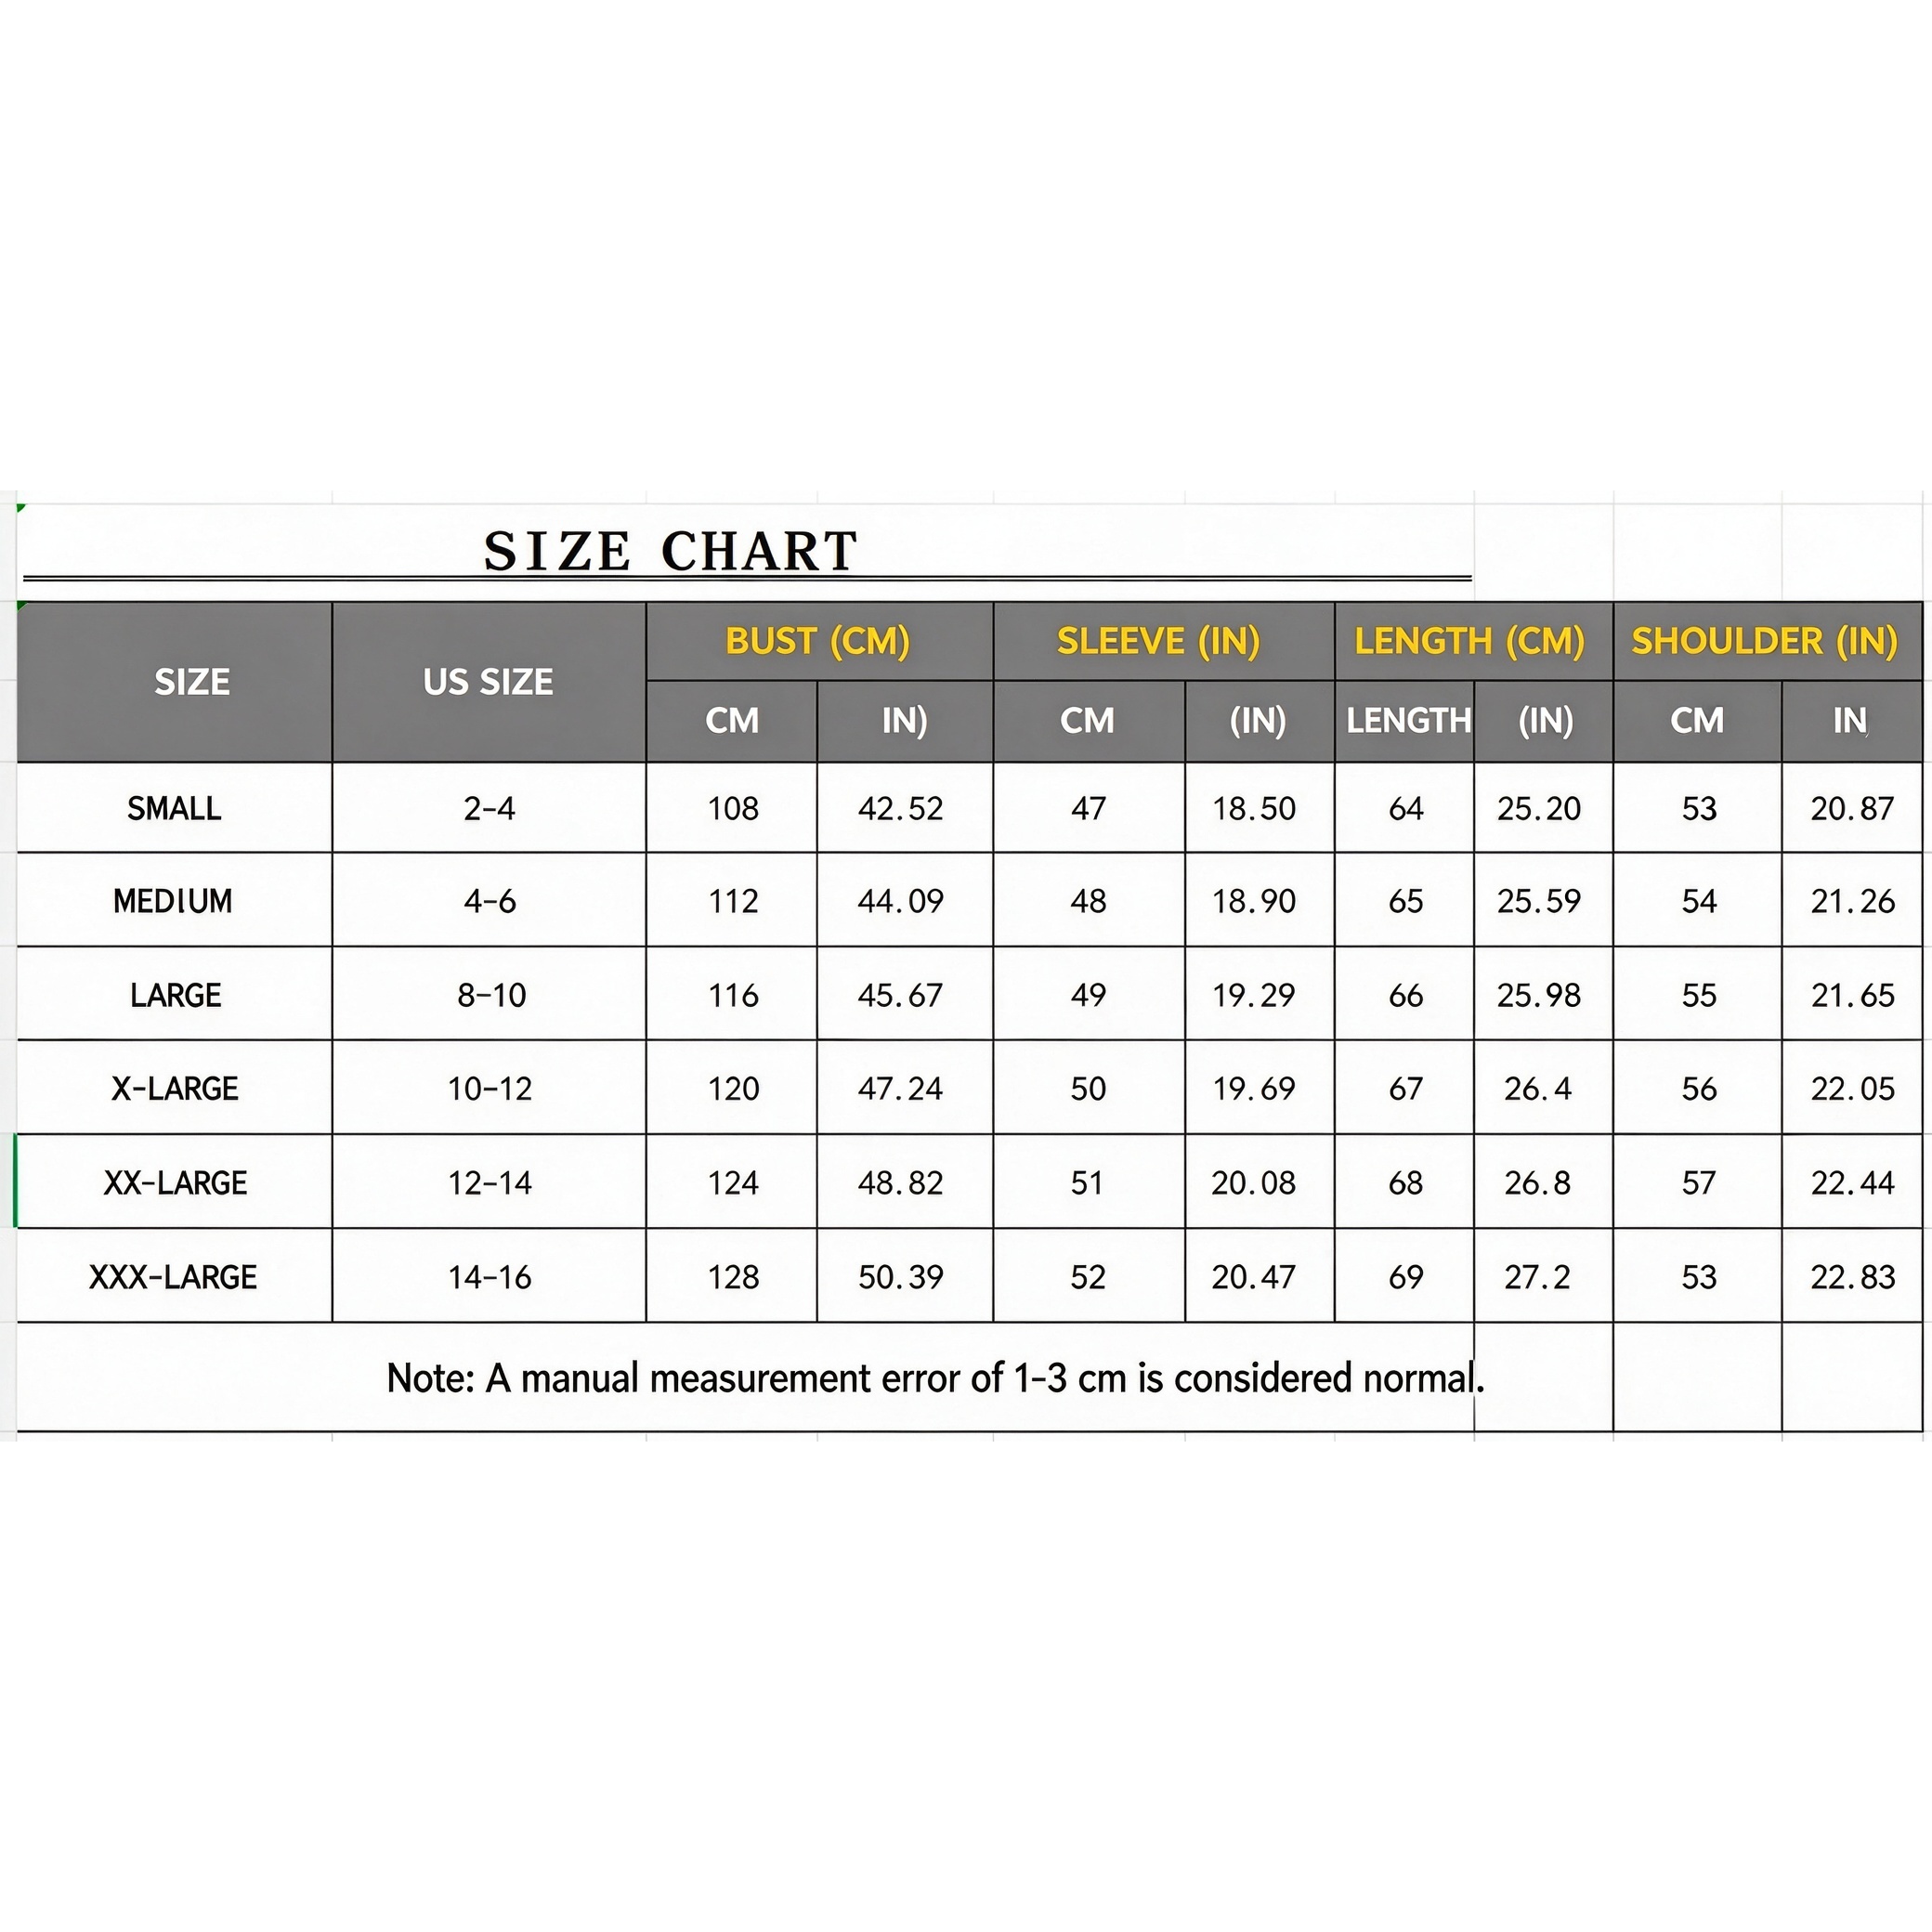 SIZE CHART
SIZE US SIZE BUST (CM) SLEEVE (IN) LENGTH (CM) SHOULDER (IN)
CM IN) CM (IN) LENGTH (IN) CM IN
SMALL 2-4 108 42.52 47 18.50 64 25.20 53 20.87
MEDIUM 4-6 112 44.09 48 18.90 65 25.59 54 21.26
LARGE 8-10 116 45.67 49 19.29 66 25.98 55 21.65
X-LARGE 10-12 120 47.24 50 19.69 67 26.4 56 22.05
XX-LARGE 12-14 124 48.82 51 20.08 68 26.8 57 22.44
XXX-LARGE 14-16 128 50.39 52 20.47 69 27.2 53 22.83
Note: A manual measurement error of 1-3 cm is considered normal.